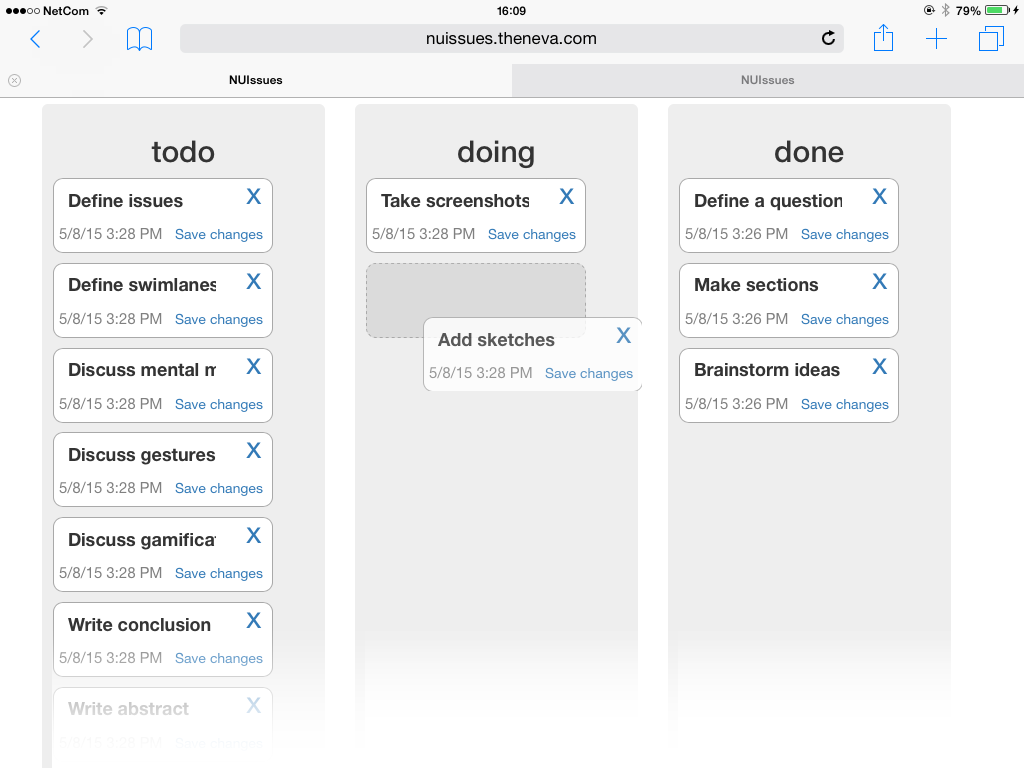 NetCom
16:09
79%
nuissues.theneva.com
NUIssues
NUIssues
todo
Define issues X
5/8/15 3:28 PM Save changes
Define swimlanes X
5/8/15 3:28 PM Save changes
Discuss mental m X
5/8/15 3:28 PM Save changes
Discuss gestures X
5/8/15 3:28 PM Save changes
Discuss gamifica X
5/8/15 3:28 PM Save changes
Write conclusion X
5/8/15 3:28 PM Save changes
Write abstract X
5/8/15 3:28 PM Save changes
doing
Take screenshots X
5/8/15 3:28 PM Save changes
Add sketches X
5/8/15 3:28 PM Save changes
done
Define a question X
5/8/15 3:26 PM Save changes
Make sections X
5/8/15 3:26 PM Save changes
Brainstorm ideas X
5/8/15 3:26 PM Save changes